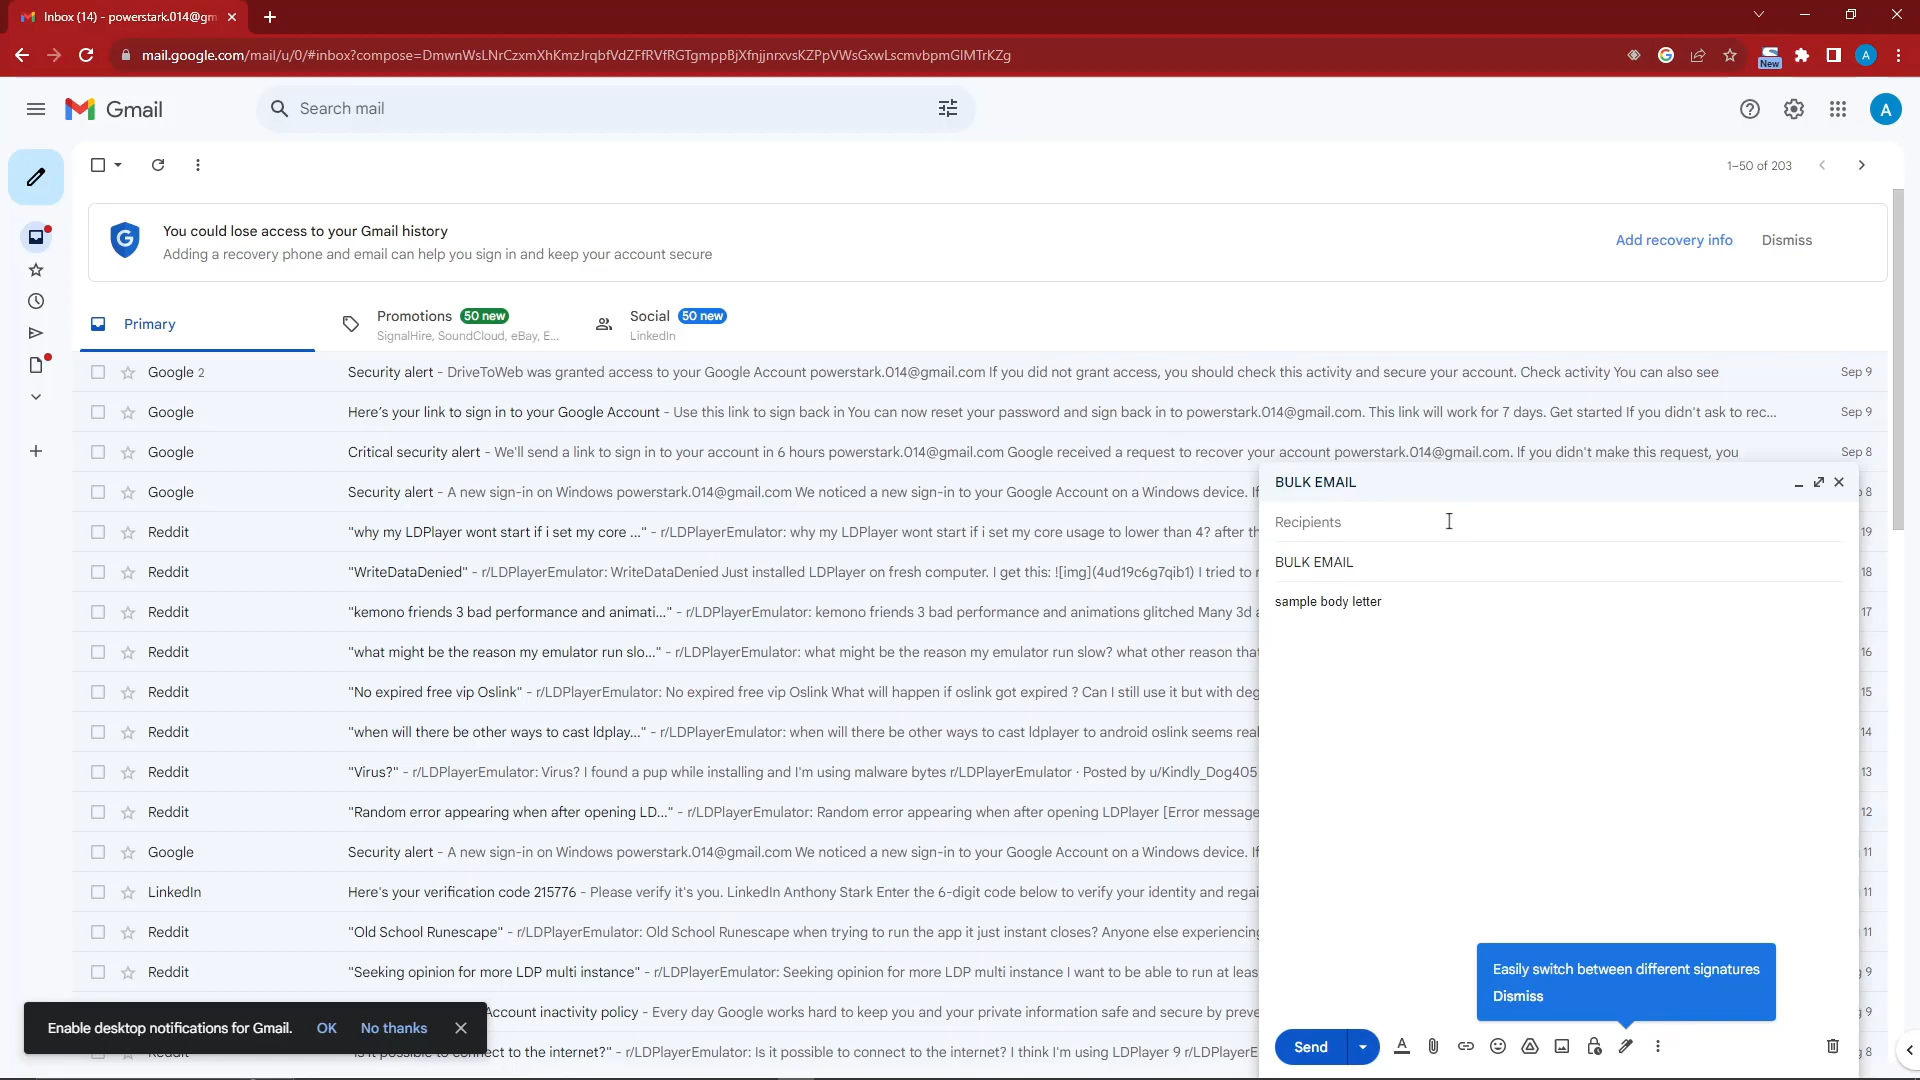 Inbox (14) - powerstark.014@gm
mail.google.com/mail/u/0/#inbox?compose=DmwnWsLNrCzxmXhKmzJrqbfVdZFfRVfRGTgmppBjXfnjjnrxvsKZPpVWsGxwLscmvbpmGlMTrKZg
New
A
Gmail
Search mail
A
1–50 of 203
You could lose access to your Gmail history
Adding a recovery phone and email can help you sign in and keep your account secure
Add recovery info
Dismiss
Primary
Promotions 50 new
SignalHire, SoundCloud, eBay, E...
Social 50 new
LinkedIn
Google 2 Security alert - DriveToWeb was granted access to your Google Account powerstark.014@gmail.com If you did not grant access, you should check this activity and secure your account. Check activity You can also see Sep 9
Google Here's your link to sign in to your Google Account - Use this link to sign back in You can now reset your password and sign back in to powerstark.014@gmail.com. This link will work for 7 days. Get started If you didn't ask to rec... Sep 9
Google Critical security alert - We'll send a link to sign in to your account in 6 hours powerstark.014@gmail.com Google received a request to recover your account powerstark.014@gmail.com. If you didn't make this request, you Sep 8
Google Security alert - A new sign-in on Windows powerstark.014@gmail.com We noticed a new sign-in to your Google Account on a Windows device. If 8
Reddit "why my LDPlayer wont start if i set my core ..." - r/LDPlayerEmulator: why my LDPlayer wont start if i set my core usage to lower than 4? after th 19
Reddit "WriteDataDenied" - r/LDPlayerEmulator: WriteDataDenied Just installed LDPlayer on fresh computer. I get this: ![img](4ud19c6g7qib1) I tried to r 18
Reddit "kemono friends 3 bad performance and animati..." - r/LDPlayerEmulator: kemono friends 3 bad performance and animations glitched Many 3d a 17
Reddit "what might be the reason my emulator run slo..." - r/LDPlayerEmulator: what might be the reason my emulator run slow? what other reason tha 16
Reddit "No expired free vip Oslink" - r/LDPlayerEmulator: No expired free vip Oslink What will happen if oslink got expired ? Can I still use it but with deg 15
Reddit "when will there be other ways to cast ldplay..." - r/LDPlayerEmulator: when will there be other ways to cast ldplayer to android oslink seems real 14
Reddit "Virus?" - r/LDPlayerEmulator: Virus? I found a pup while installing and I'm using malware bytes r/LDPlayerEmulator · Posted by u/Kindly_Dog405 13
Reddit "Random error appearing when after opening LD..." - r/LDPlayerEmulator: Random error appearing when after opening LDPlayer [Error message 12
Google Security alert - A new sign-in on Windows powerstark.014@gmail.com We noticed a new sign-in to your Google Account on a Windows device. If 11
LinkedIn Here's your verification code 215776 - Please verify it's you. LinkedIn Anthony Stark Enter the 6-digit code below to verify your identity and regai 11
Reddit "Old School Runescape" - r/LDPlayerEmulator: Old School Runescape when trying to run the app it just instant closes? Anyone else experiencing 11
Reddit "Seeking opinion for more LDP multi instance" - r/LDPlayerEmulator: Seeking opinion for more LDP multi instance I want to be able to run at leas 9
Account inactivity policy - Every day Google works hard to keep you and your private information safe and secure by preve 9
Reddit "Is it possible to connect to the internet?" - r/LDPlayerEmulator: Is it possible to connect to the internet? I think I'm using LDPlayer 9 r/LDPlayerE 8
BULK EMAIL
Recipients
BULK EMAIL
sample body letter
Easily switch between different signatures
Dismiss
Send
Enable desktop notifications for Gmail. OK No thanks